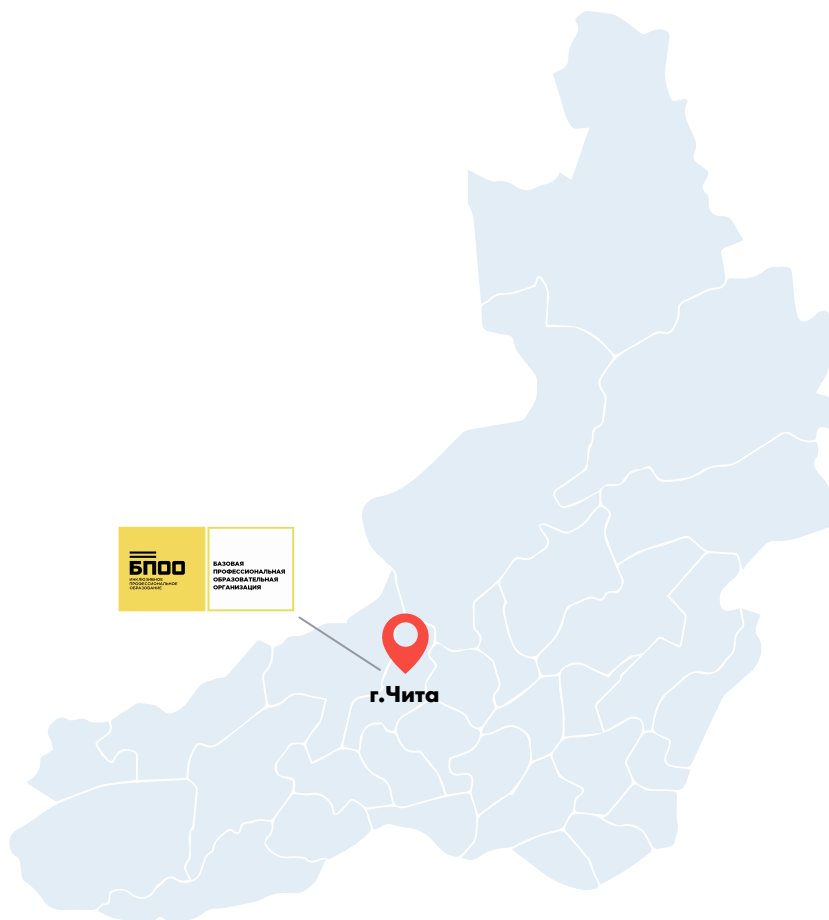 БПОО
ИНКЛЮЗИВНОЕ
ПРОФЕССИОНАЛЬНОЕ
ОБРАЗОВАНИЕ
БАЗОВАЯ
ПРОФЕССИОНАЛЬНАЯ
ОБРАЗОВАТЕЛЬНАЯ
ОРГАНИЗАЦИЯ
г.Чита